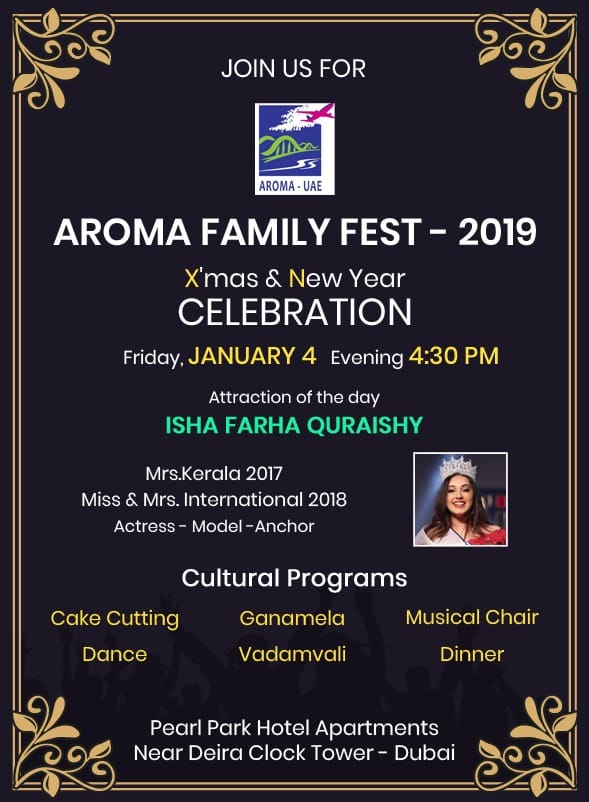 JOIN US FOR
AROMA - UAE
AROMA FAMILY FEST - 2019
X'mas & New Year
CELEBRATION
Friday, JANUARY 4 Evening 4:30 PM
Attraction of the day
ISHA FARHA QURAISHY
Mrs.Kerala 2017
Miss & Mrs. International 2018
Actress - Model -Anchor
Cultural Programs
Cake Cutting Ganamela Musical Chair
Dance Vadamvali Dinner
Pearl Park Hotel Apartments
Near Deira Clock Tower - Dubai